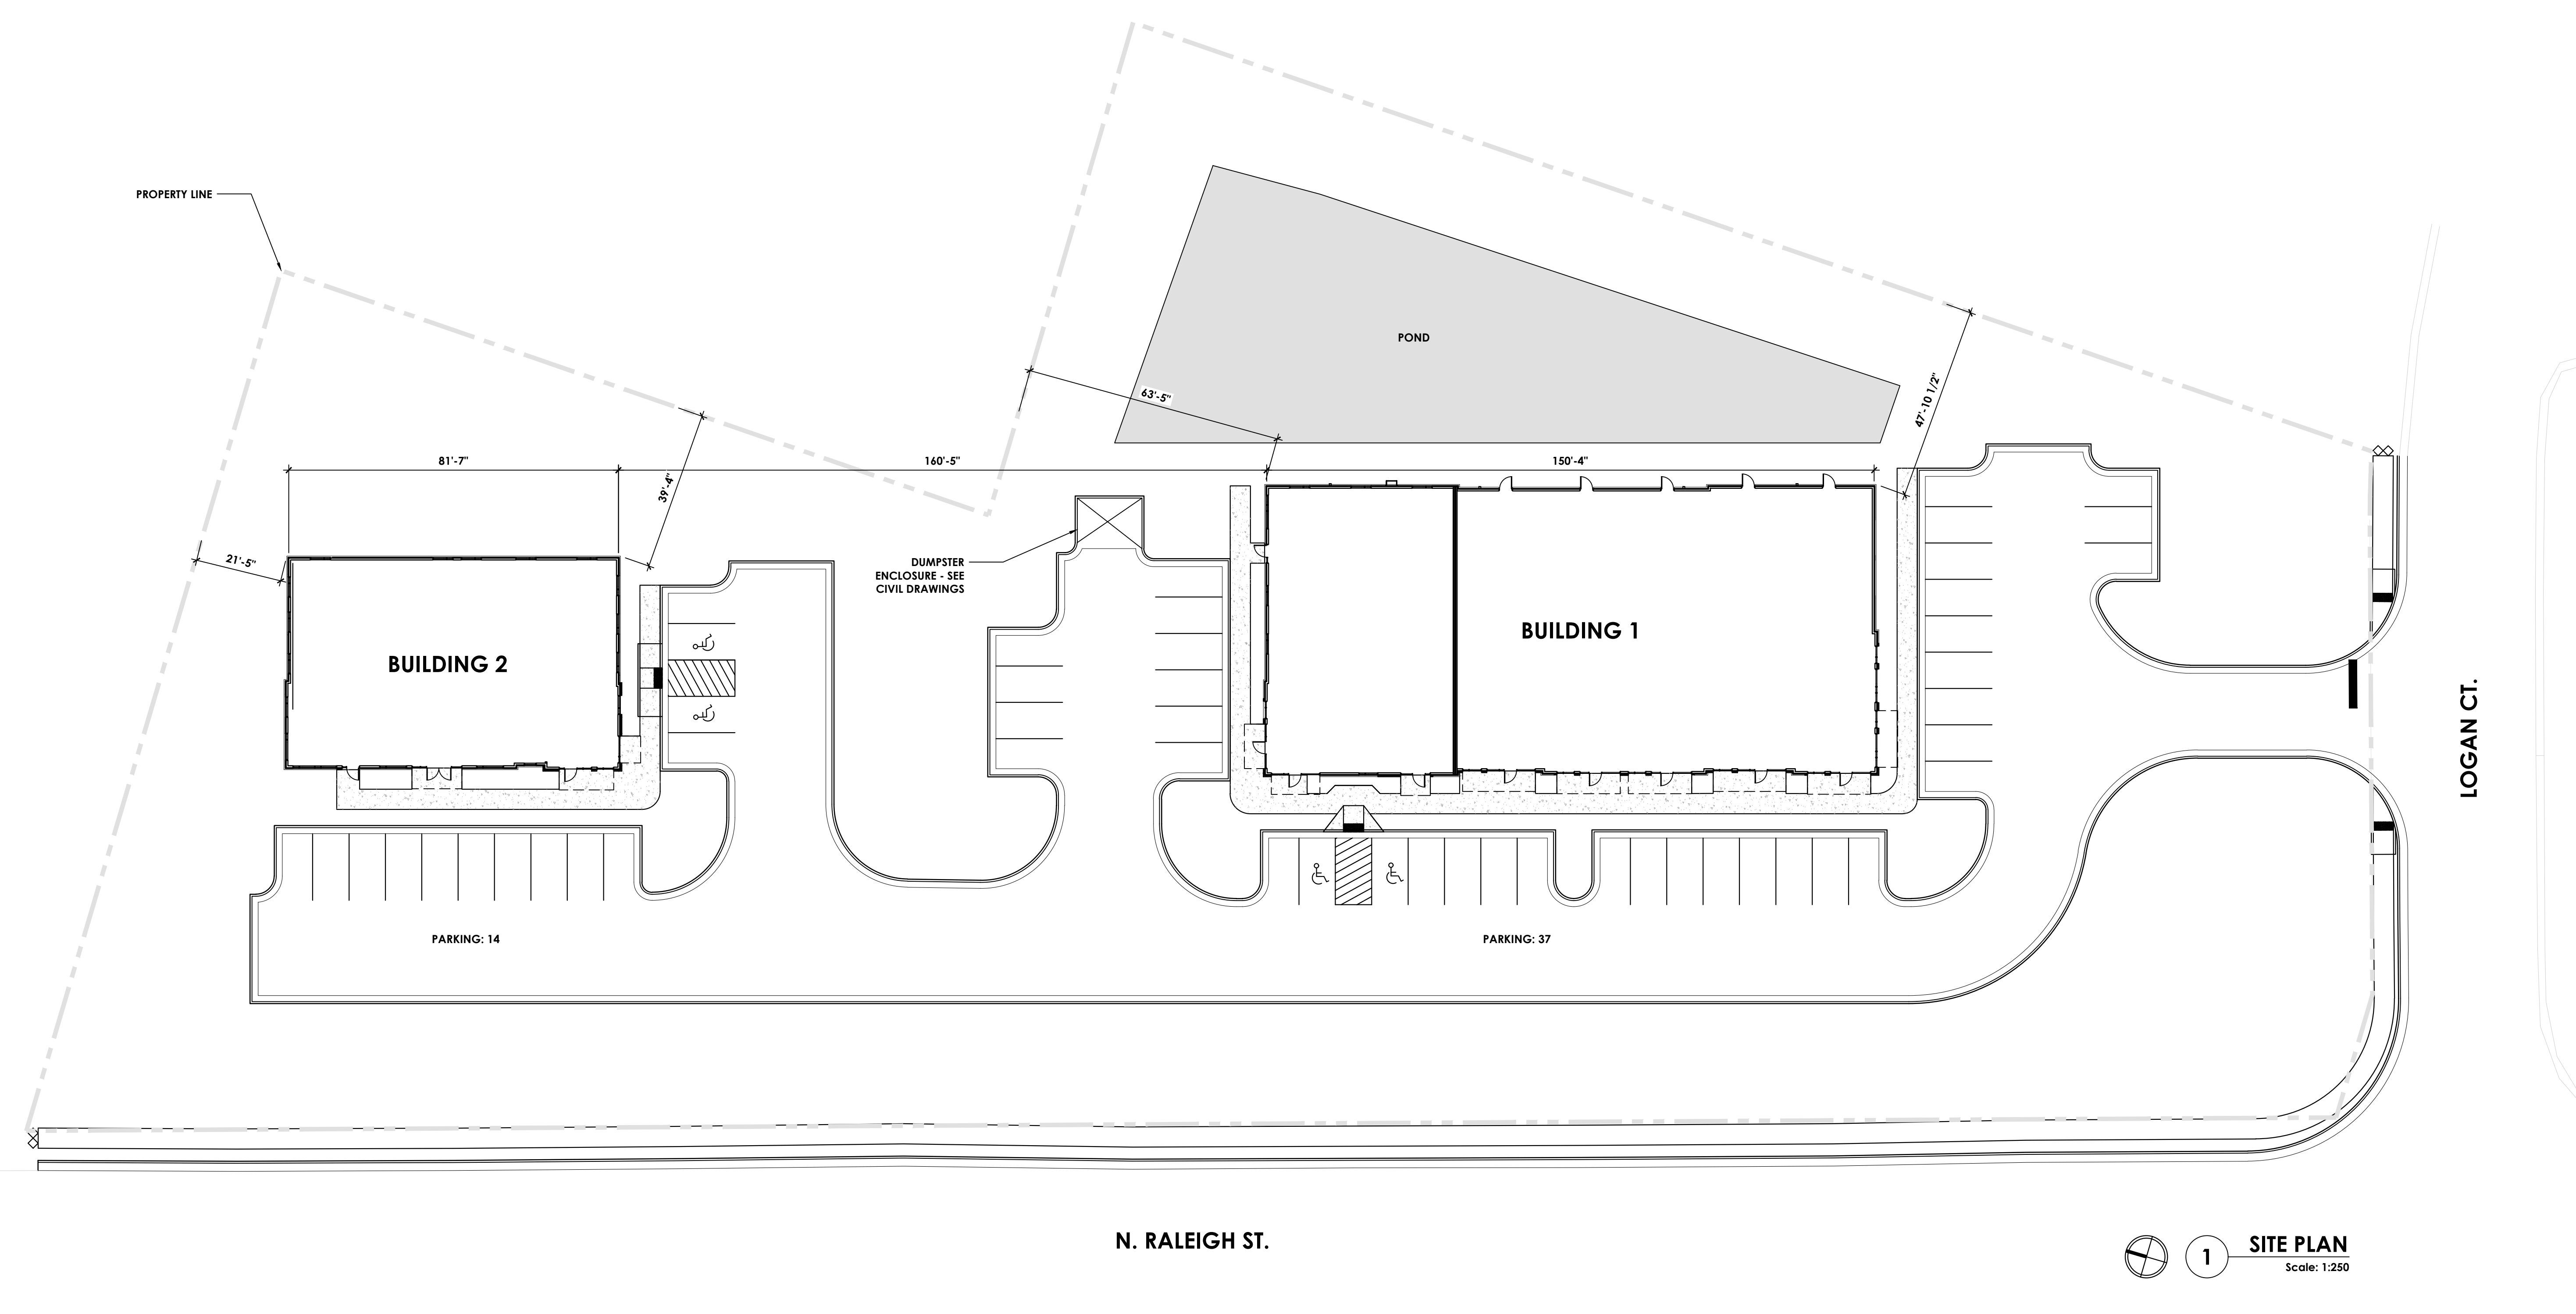 PROPERTY LINE
POND
63'-5"
47'-10 1/2"
81'-7"
160'-5"
150'-4"
39'-4"
21'-5"
DUMPSTER
ENCLOSURE - SEE
CIVIL DRAWINGS
BUILDING 2
BUILDING 1
LOGAN CT.
PARKING: 14
PARKING: 37
N. RALEIGH ST.
1
SITE PLAN
Scale: 1:250